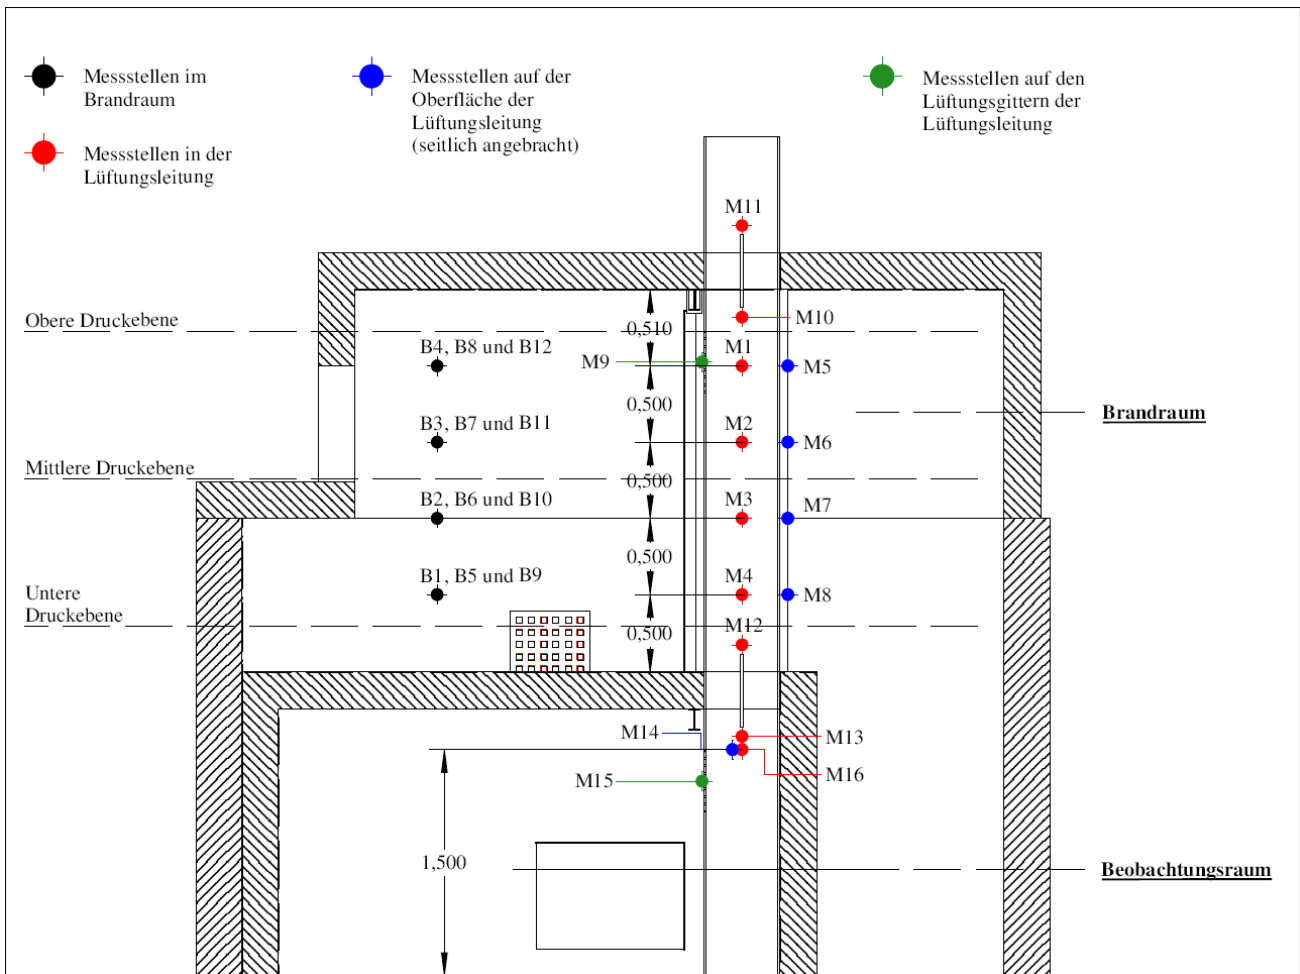 Messstellen im
Brandraum
Messstellen in der
Lüftungsleitung
Messstellen auf der
Oberfläche der
Lüftungsleitung
(seitlich angebracht)
Messstellen auf den
Lüftungsgittern der
Lüftungsleitung
M11
Obere Druckebene
0,510
M10
B4, B8 und B12
M9
M1
M5
0,500
Brandraum
B3, B7 und B11
M2
M6
Mittlere Druckebene
0,500
B2, B6 und B10
M3
M7
0,500
B1, B5 und B9
M4
M8
Untere
Druckebene
0,500
M12
M14
M13
M15
M16
1,500
Beobachtungsraum